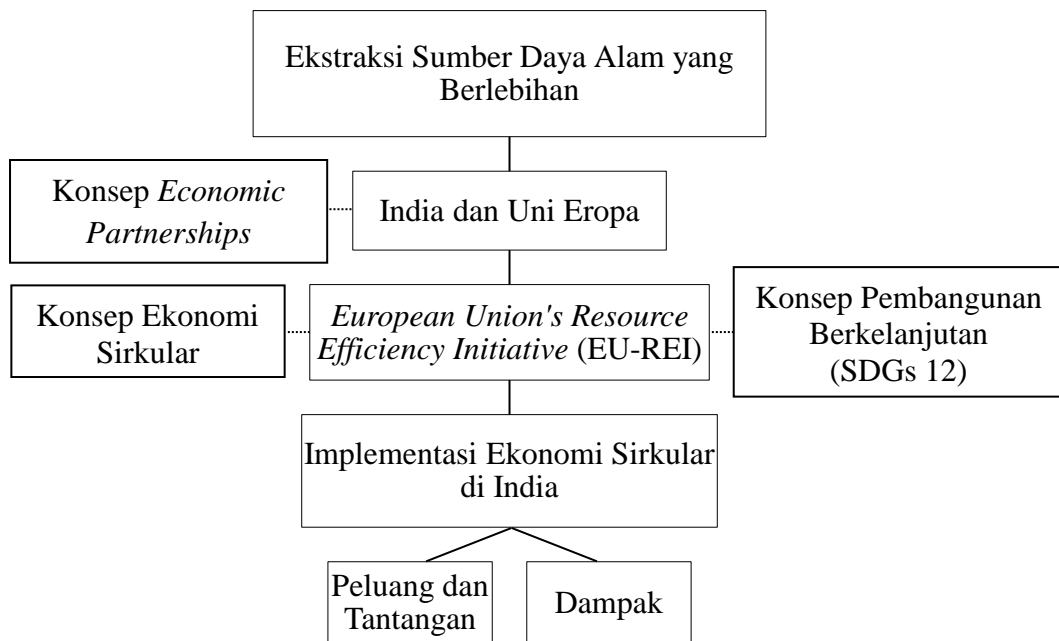 Ekstraksi Sumber Daya Alam yang
Berlebihan
Konsep Economic
Partnerships
India dan Uni Eropa
Konsep Ekonomi
Sirkular
European Union's Resource
Efficiency Initiative (EU-REI)
Konsep Pembangunan
Berkelanjutan
(SDGs 12)
Implementasi Ekonomi Sirkular
di India
Peluang dan
Tantangan
Dampak